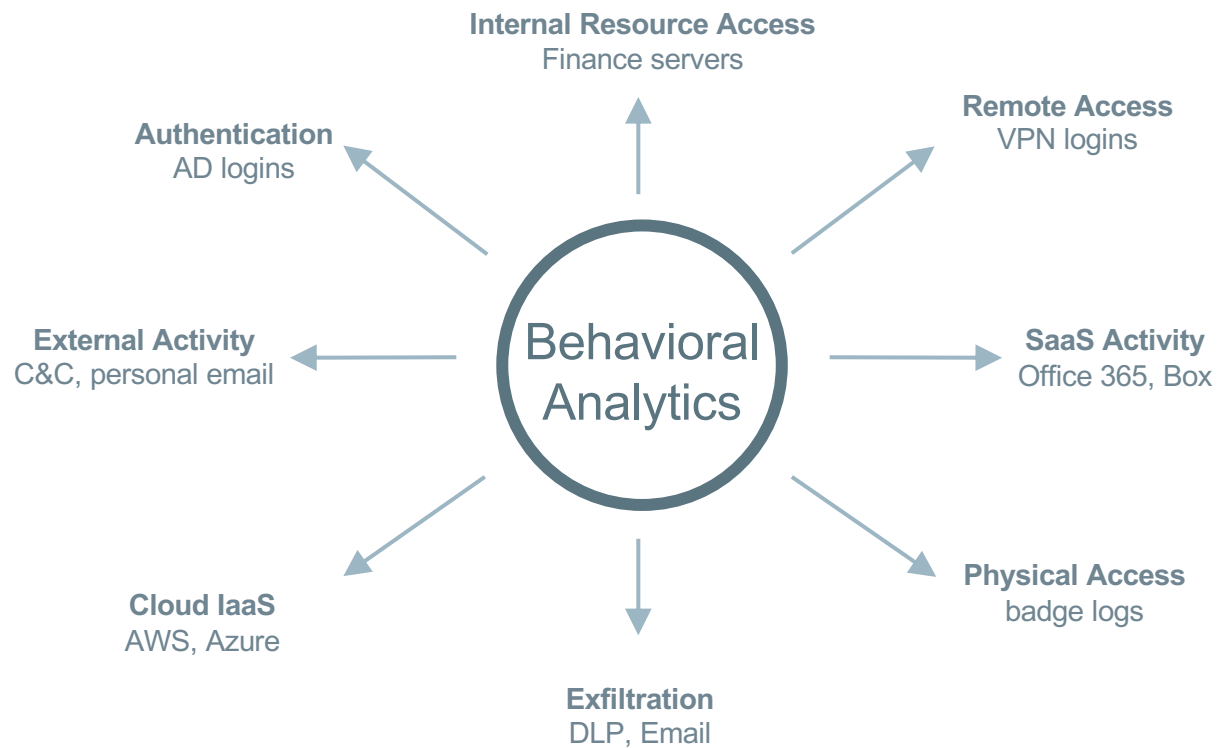 Internal Resource Access
Finance servers
Remote Access
VPN logins
Authentication
AD logins
Behavioral
Analytics
External Activity
C&C, personal email
SaaS Activity
Office 365, Box
Physical Access
badge logs
Cloud IaaS
AWS, Azure
Exfiltration
DLP, Email